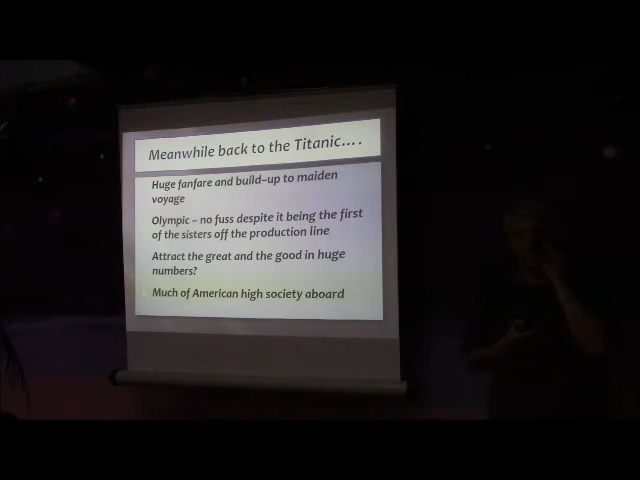 Meanwhile back to the Titanic....
Huge fanfare and build-up to maiden
voyage
Olympic – no fuss despite it being the first
of the sisters off the production line
Attract the great and the good in huge
numbers?
Much of American high society aboard